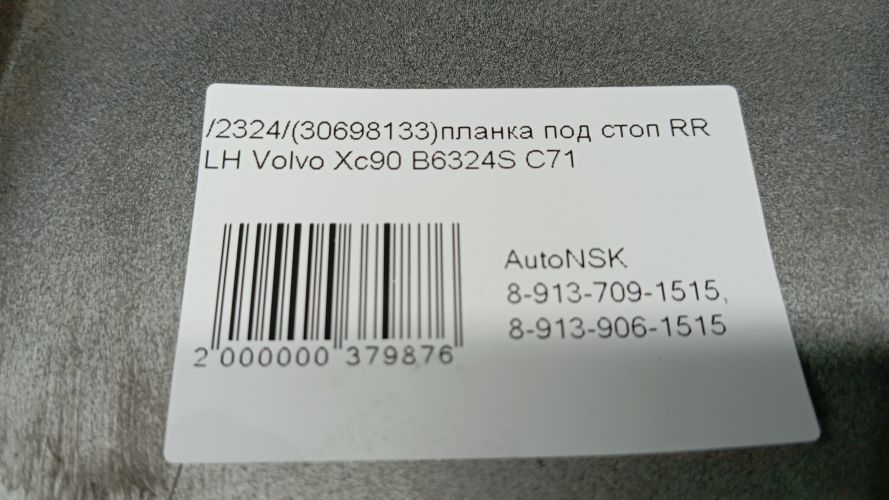 /2324/(30698133)планка под стоп RR
LH Volvo Xc90 B6324S C71
AutoNSK
8-913-709-1515,
8-913-906-1515
2 000000 379876